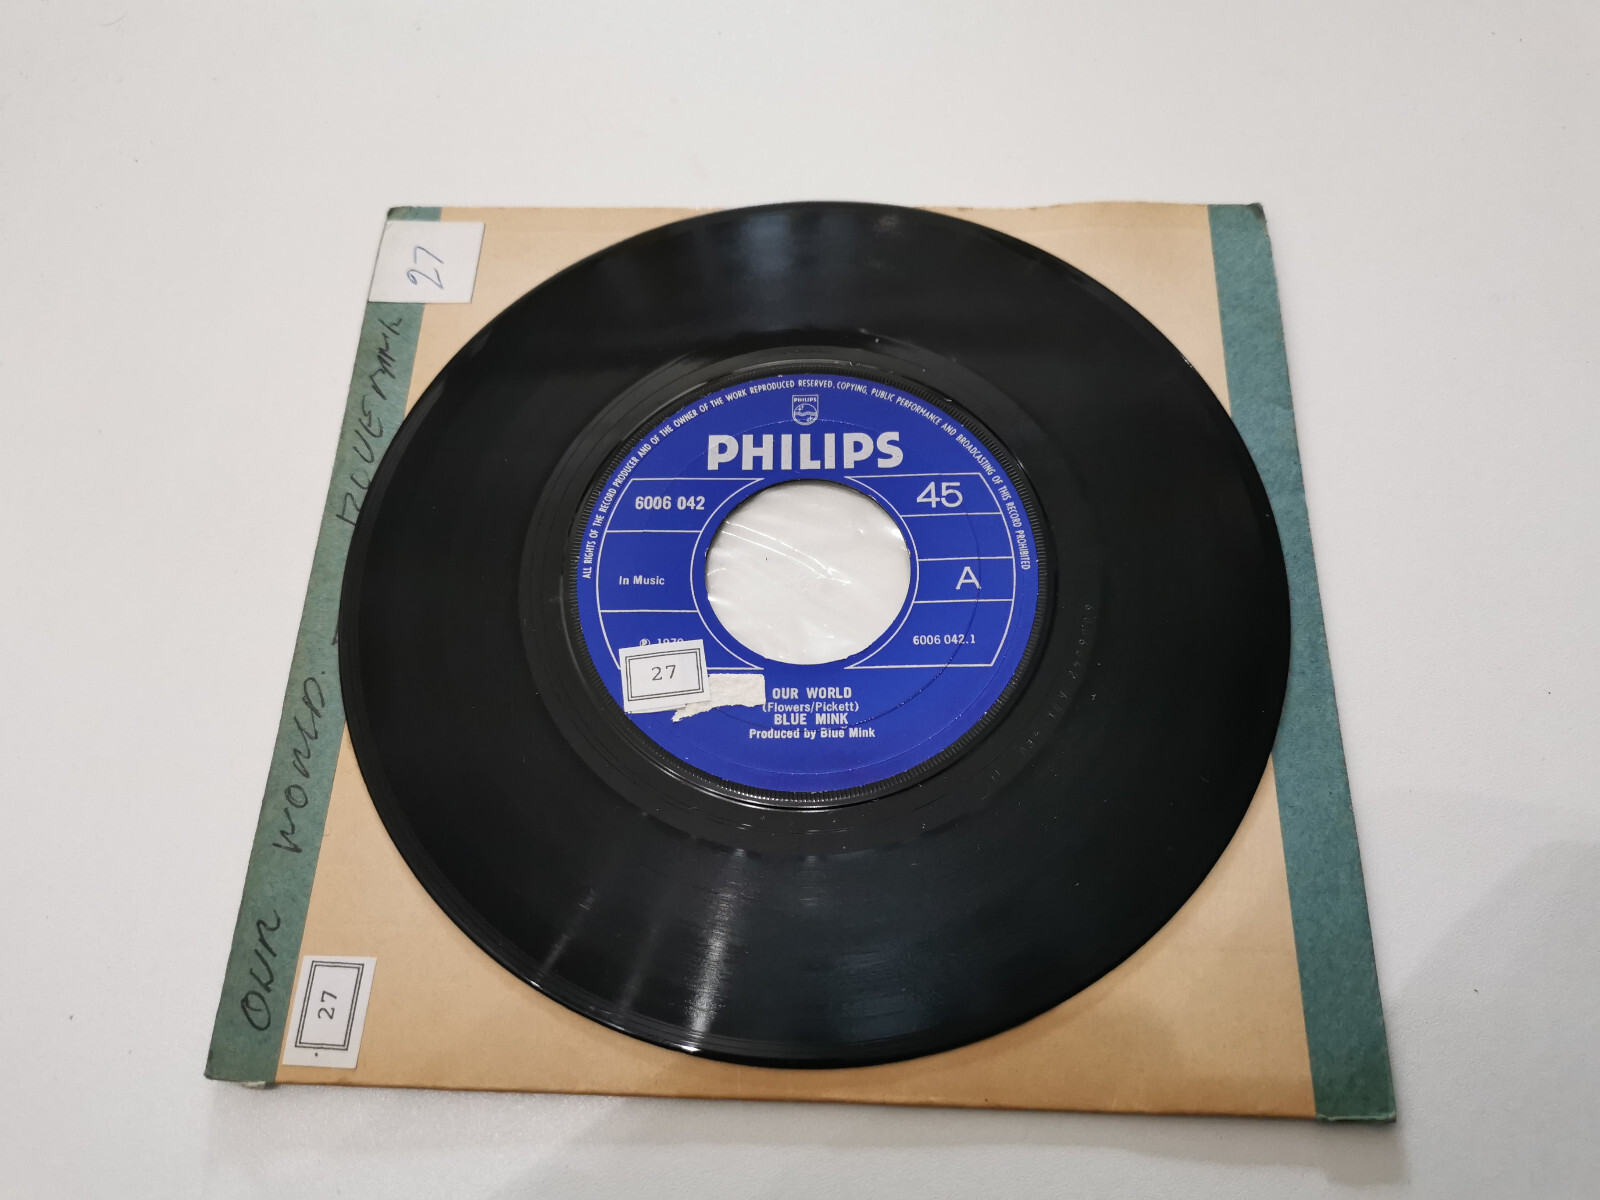 27
OUR WORLD.
27
ALL RIGHTS OF THE RECORD PRODUCER AND OF THE OWNER OF THE WORK REPRODUCED RESERVED. COPYING, PUBLIC PERFORMANCE AND BROADCASTING OF THIS RECORD PROHIBITED
PHILIPS
PHILIPS
6006 042
45
In Music
A
℗ 1970
6006 042.1
27
OUR WORLD
(Flowers/Pickett)
BLUE MINK
Produced by Blue Mink